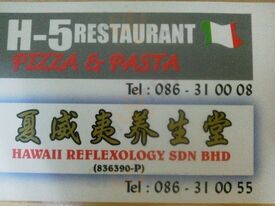 H-5 RESTAURANT
PIZZA & PASTA
Tel : 086 - 31 00 08
夏威夷养生堂
HAWAII REFLEXOLOGY SDN BHD
(836390-P)
Tel : 086 - 31 00 55